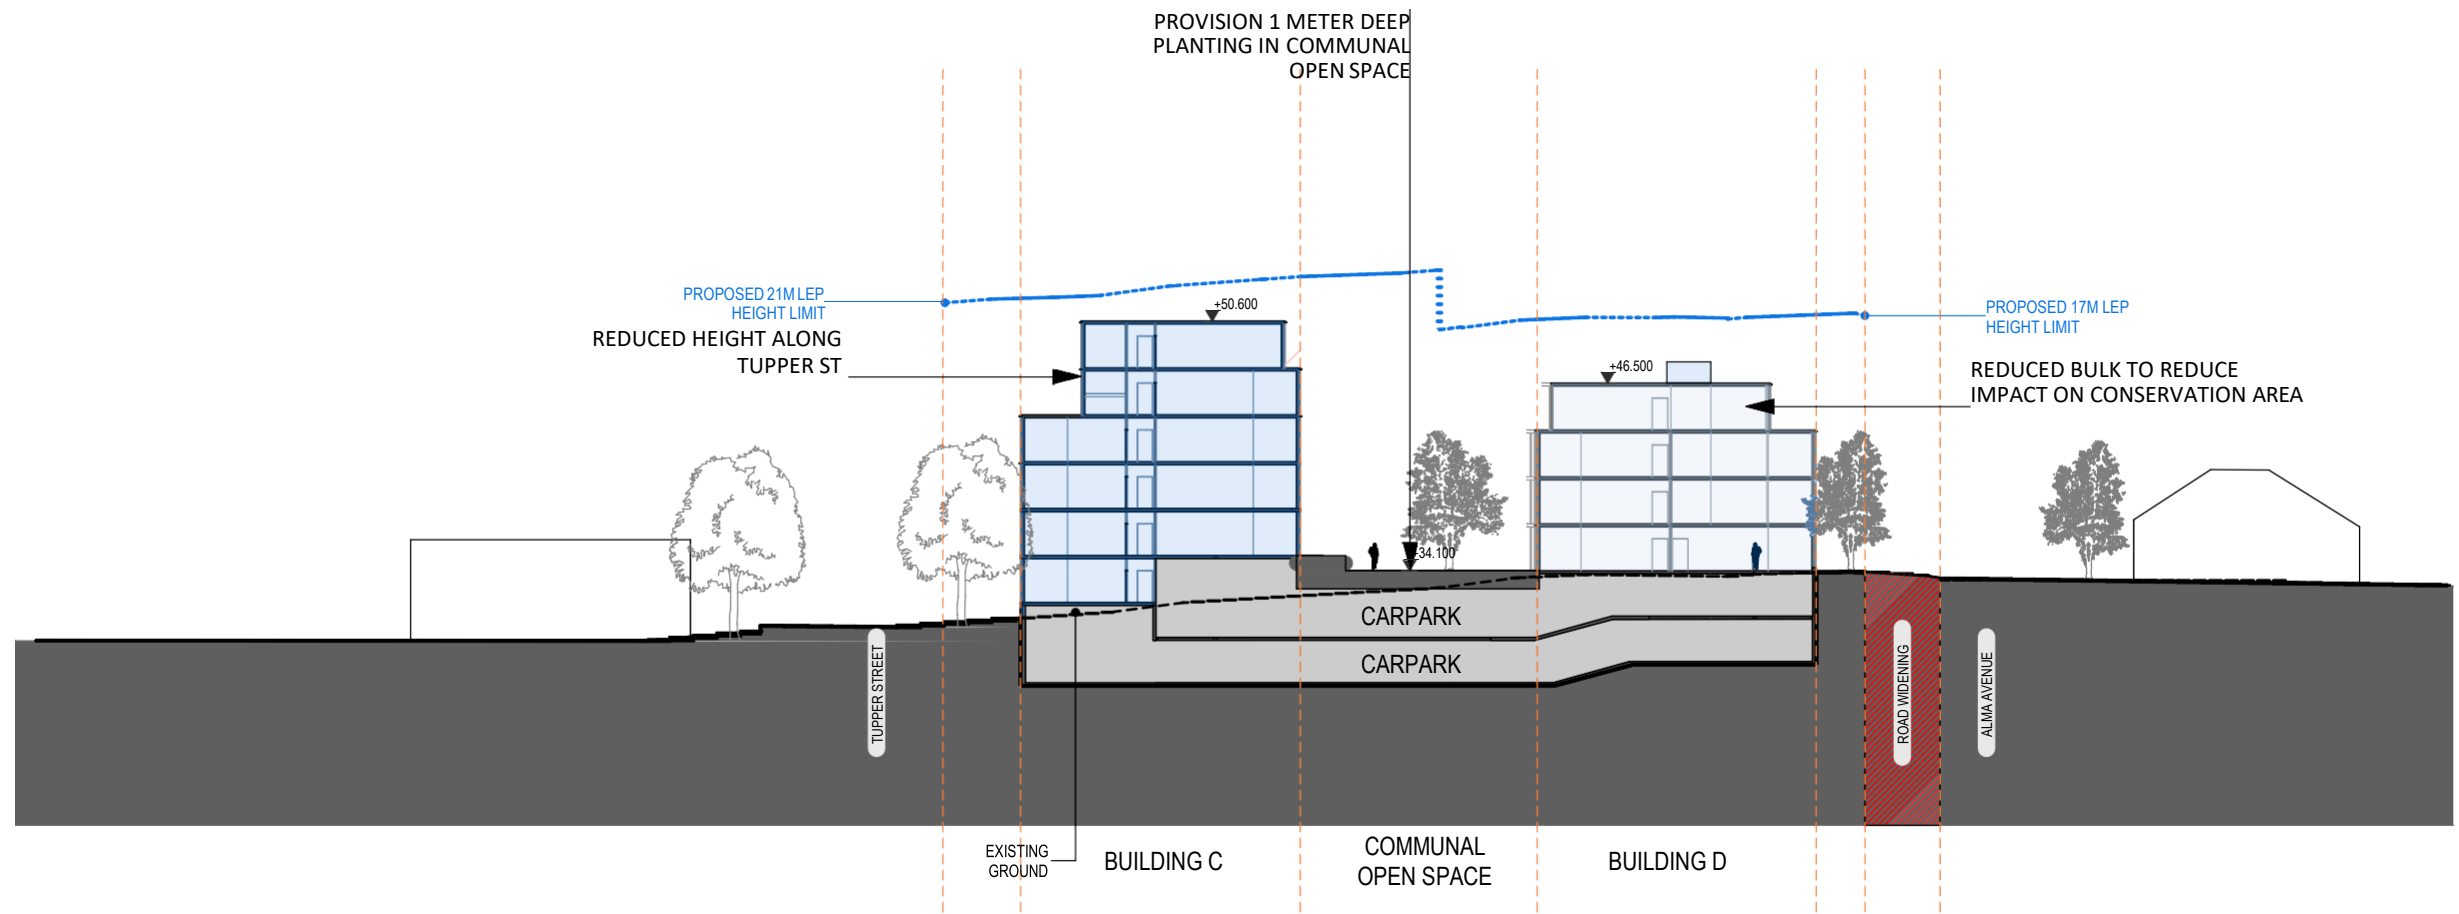 PROVISION 1 METER DEEP
PLANTING IN COMMUNAL
OPEN SPACE
PROPOSED 21M LEP
HEIGHT LIMIT
REDUCED HEIGHT ALONG
TUPPER ST
+50.600
+46.500
PROPOSED 17M LEP
HEIGHT LIMIT
REDUCED BULK TO REDUCE
IMPACT ON CONSERVATION AREA
+34.100
CARPARK
CARPARK
TUPPER STREET
ROAD WIDENING
ALMA AVENUE
EXISTING
GROUND
BUILDING C
COMMUNAL
OPEN SPACE
BUILDING D